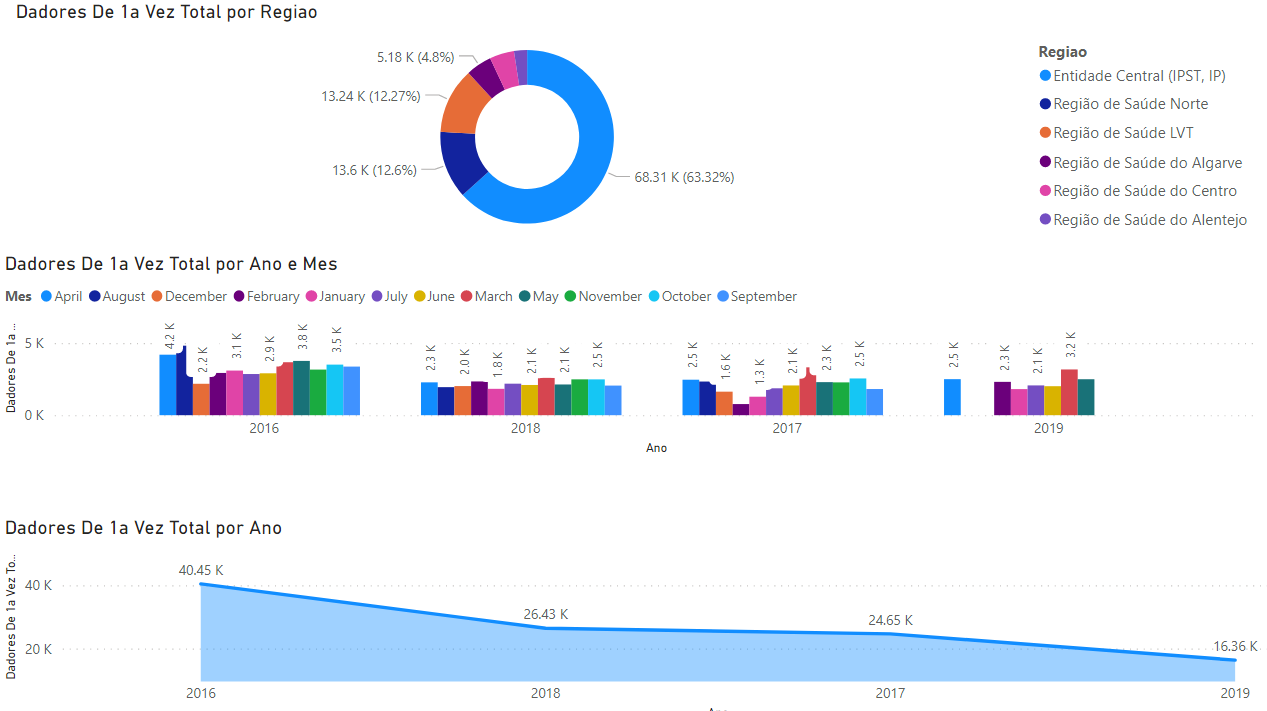 Dadores De 1a Vez Total por Regiao
5.18 K (4.8%)
13.24 K (12.27%)
13.6 K (12.6%)
68.31 K (63.32%)
Regiao
Entidade Central (IPST, IP)
Região de Saúde Norte
Região de Saúde LVT
Região de Saúde do Algarve
Região de Saúde do Centro
Região de Saúde do Alentejo
Dadores De 1a Vez Total por Ano e Mes
Mes April August December February January July June March May November October September
Dadores De 1a ...
5 K
0 K
4.2 K 2.2 K 3.1 K 2.9 K 3.8 K 3.5 K
2.3 K 2.0 K 1.8 K 2.1 K 2.1 K 2.5 K
2.5 K 1.6 K 1.3 K 2.1 K 2.3 K 2.5 K
2.5 K 2.3 K 2.1 K 3.2 K
2016 2018 2017 2019
Ano
Dadores De 1a Vez Total por Ano
Dadores De 1a Vez To...
40 K
20 K
40.45 K
26.43 K
24.65 K
16.36 K
2016 2018 2017 2019